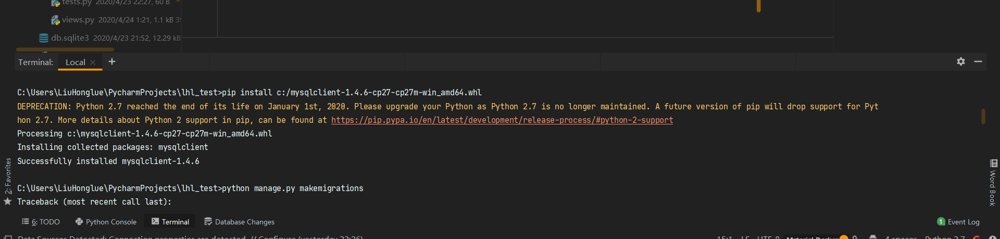 tests.py 2020/4/23 22:27, 60 B
views.py 2020/4/24 1:21, 1.1 kB
db.sqlite3 2020/4/23 21:52, 12.29 kB
Terminal: Local × +
C:\Users\LiuHonglue\PycharmProjects\lhl_test>pip install c:/mysqlclient-1.4.6-cp27-cp27m-win_amd64.whl
DEPRECATION: Python 2.7 reached the end of its life on January 1st, 2020. Please upgrade your Python as Python 2.7 is no longer maintained. A future version of pip will drop support for Pyt
hon 2.7. More details about Python 2 support in pip, can be found at https://pip.pypa.io/en/latest/development/release-process/#python-2-support
Processing c:\mysqlclient-1.4.6-cp27-cp27m-win_amd64.whl
Installing collected packages: mysqlclient
Successfully installed mysqlclient-1.4.6
C:\Users\LiuHonglue\PycharmProjects\lhl_test>python manage.py makemigrations
Traceback (most recent call last):
2: Favorites
Word Book
6: TODO Python Console Terminal Database Changes 1 Event Log
Data Sources Detected: Connection properties are detected. // Configure (yesterday 22:26) 15:1 LF UTF-8 Material Darker 4 spaces Python 2.7